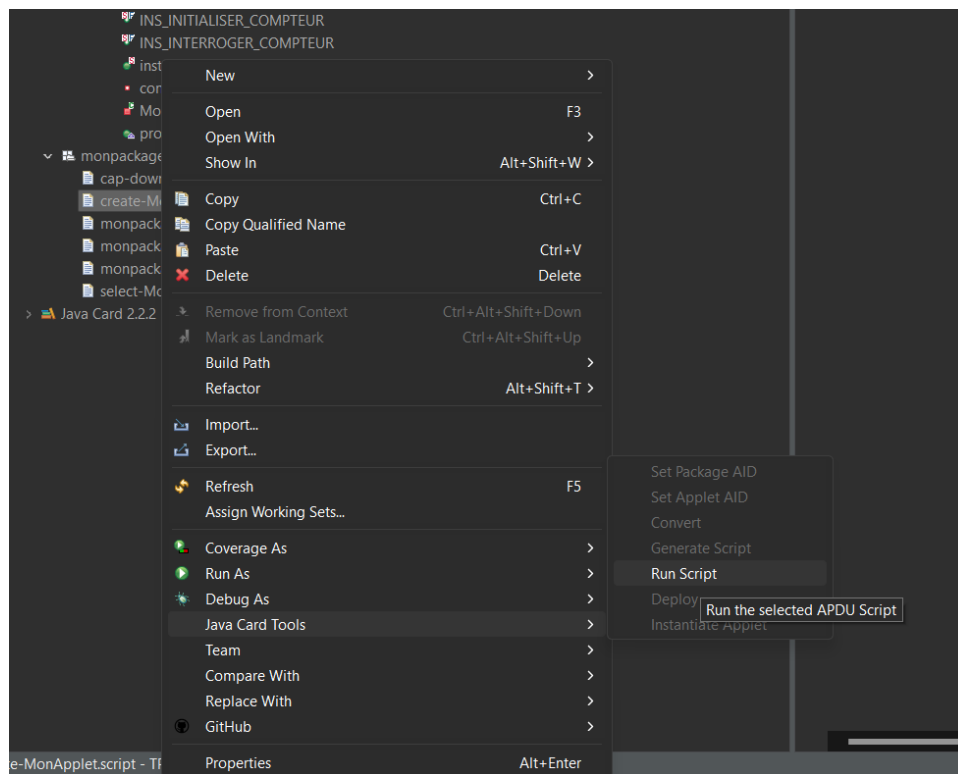 INS_INITIALISER_COMPTEUR
INS_INTERROGER_COMPTEUR
inst
con
Mo
pro
monpackage
cap-down
create-M
monpack
monpack
monpack
select-Mo
Java Card 2.2.2
New
Open F3
Open With
Show In Alt+Shift+W
Copy Ctrl+C
Copy Qualified Name
Paste Ctrl+V
Delete Delete
Remove from Context Ctrl+Alt+Shift+Down
Mark as Landmark Ctrl+Alt+Shift+Up
Build Path
Refactor Alt+Shift+T
Import...
Export...
Refresh F5
Assign Working Sets...
Coverage As
Run As
Debug As
Java Card Tools
Team
Compare With
Replace With
GitHub
Properties Alt+Enter
Set Package AID
Set Applet AID
Convert
Generate Script
Run Script
Deploy
Run the selected APDU Script
Instantiate Applet
e-MonApplet.script - TP